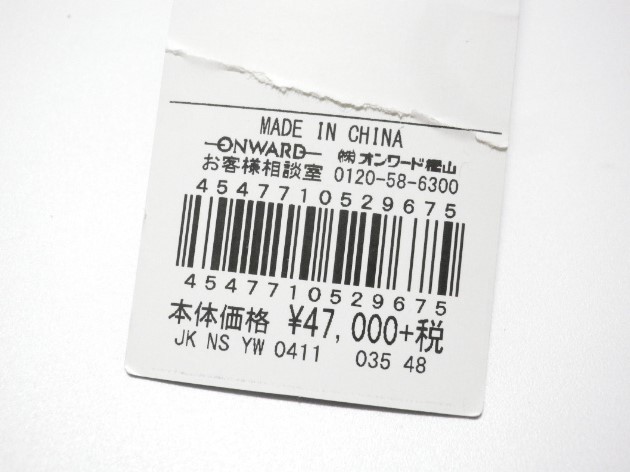 MADE IN CHINA
ONWARD ㈱オンワード樫山
お客様相談室 0120-58-6300
4547710529675
4547710529675
本体価格 ¥47,000+税
JK NS YW 0411 035 48